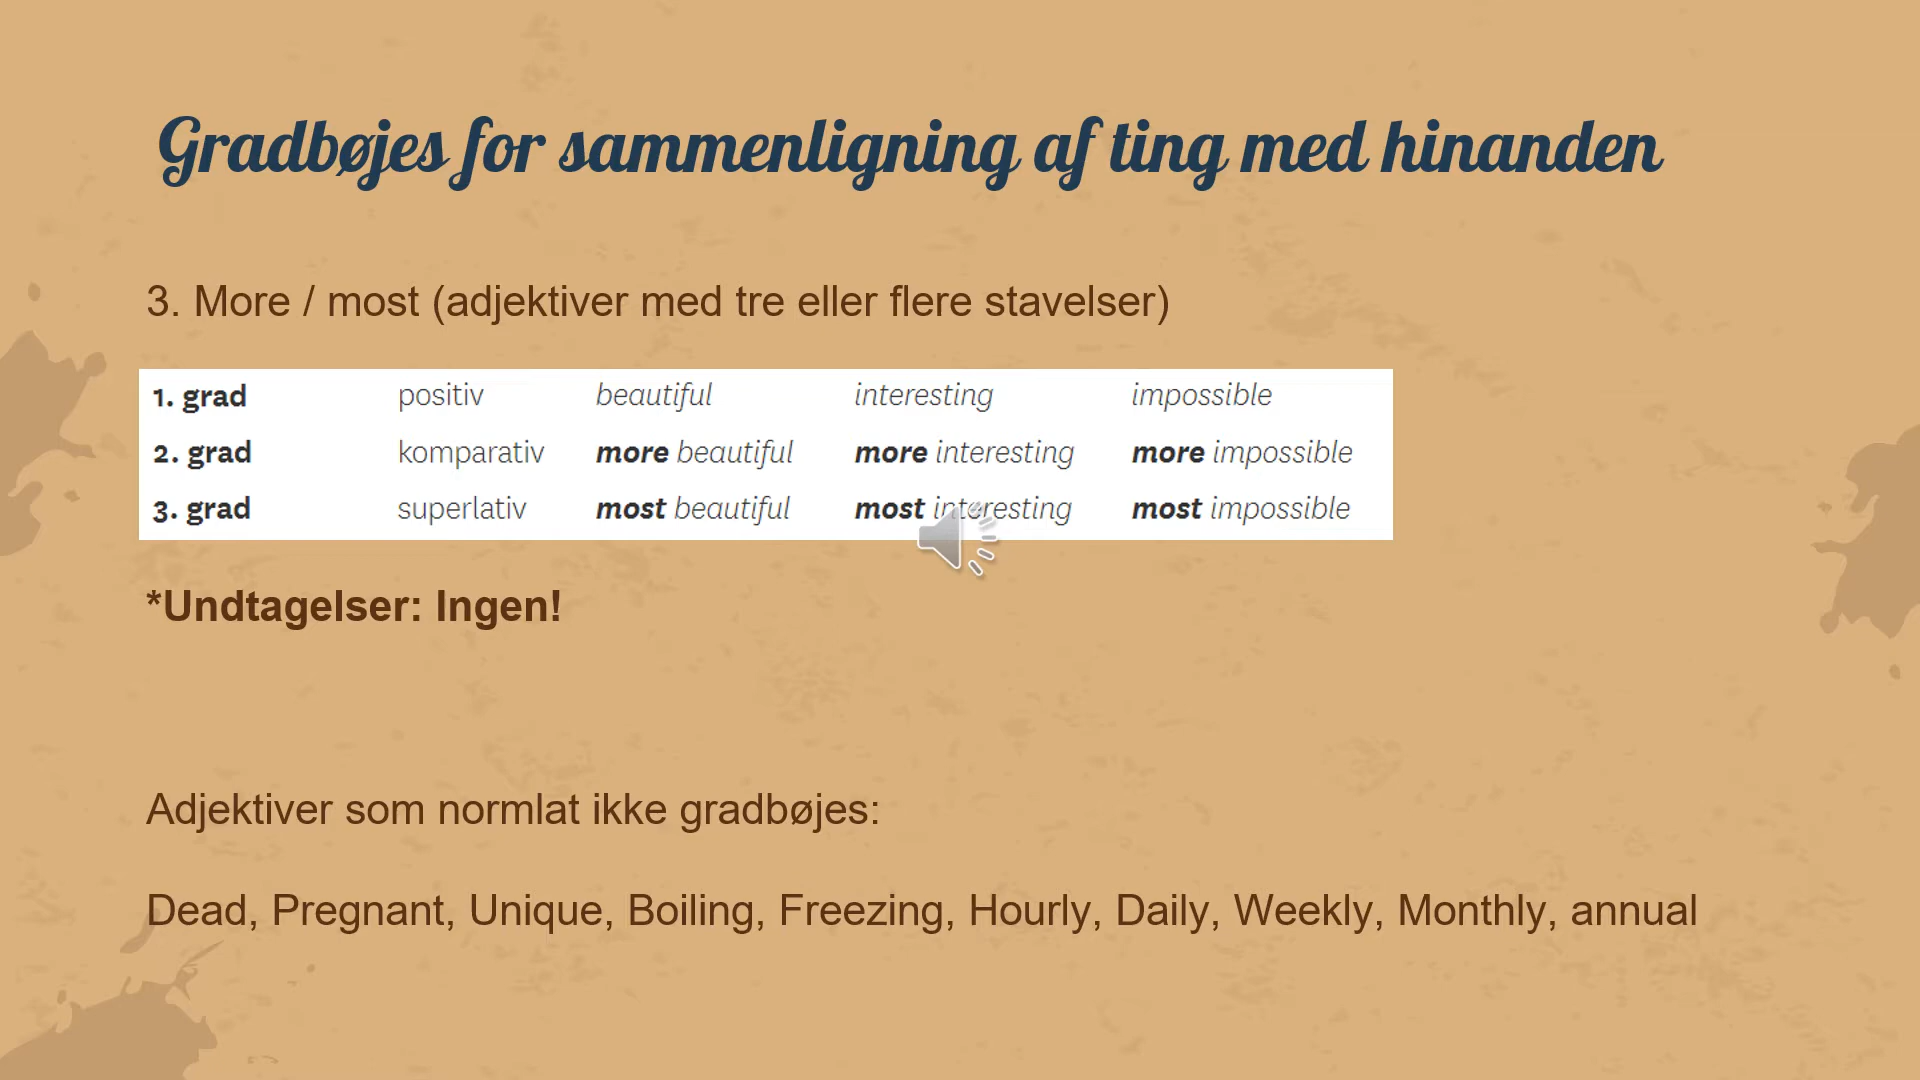 Gradbøjes for sammenligning af ting med hinanden
3. More / most (adjektiver med tre eller flere stavelser)
1. grad positiv beautiful interesting impossible
2. grad komparativ more beautiful more interesting more impossible
3. grad superlativ most beautiful most interesting most impossible
*Undtagelser: Ingen!
Adjektiver som normlat ikke gradbøjes:
Dead, Pregnant, Unique, Boiling, Freezing, Hourly, Daily, Weekly, Monthly, annual